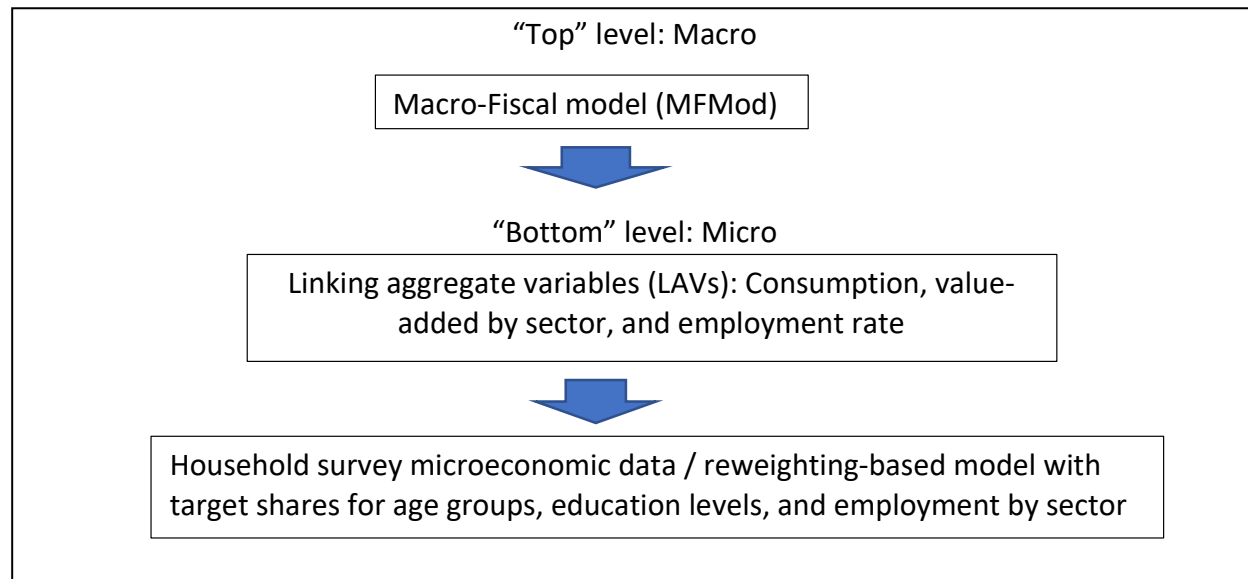 “Top” level: Macro
Macro-Fiscal model (MFMod)
“Bottom” level: Micro
Linking aggregate variables (LAVs): Consumption, value-
added by sector, and employment rate
Household survey microeconomic data / reweighting-based model with
target shares for age groups, education levels, and employment by sector